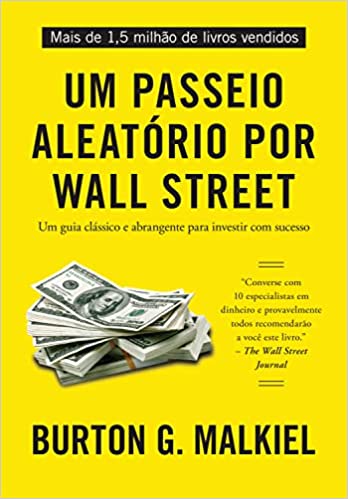 Mais de 1,5 milhão de livros vendidos
UM PASSEIO
ALEATÓRIO POR
WALL STREET
Um guia clássico e abrangente para investir com sucesso
“Converse com
10 especialistas em
dinheiro e provavelmente
todos recomendarão
a você este livro.”
– The Wall Street
Journal
BURTON G. MALKIEL